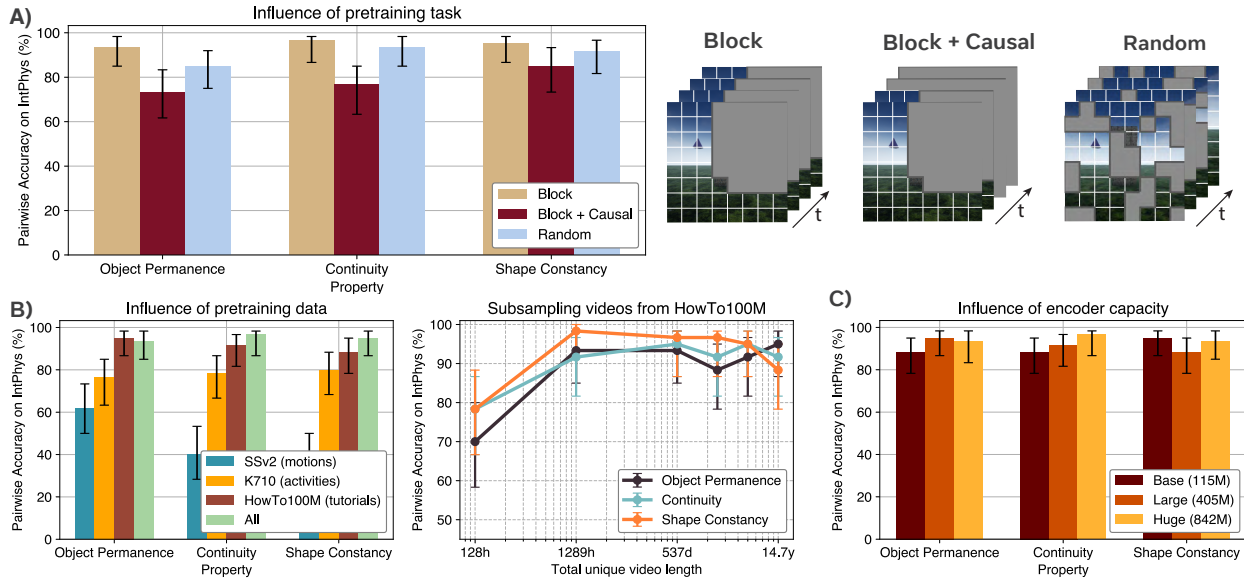 A)
Influence of pretraining task
Pairwise Accuracy on IntPhys (%)
100
80
60
40
20
0
Block
Block + Causal
Random
Object Permanence
Continuity
Shape Constancy
Property
Block
Block + Causal
Random
t
t
t
B)
Influence of pretraining data
Pairwise Accuracy on IntPhys (%)
100
80
60
40
20
0
SSv2 (motions)
K710 (activities)
HowTo100M (tutorials)
All
Object Permanence
Continuity
Shape Constancy
Property
Subsampling videos from HowTo100M
Pairwise Accuracy on IntPhys (%)
100
90
80
70
60
50
Object Permanence
Continuity
Shape Constancy
128h
1289h
537d
14.7y
Total unique video length
C)
Influence of encoder capacity
Pairwise Accuracy on IntPhys (%)
100
80
60
40
20
0
Base (115M)
Large (405M)
Huge (842M)
Object Permanence
Continuity
Shape Constancy
Property